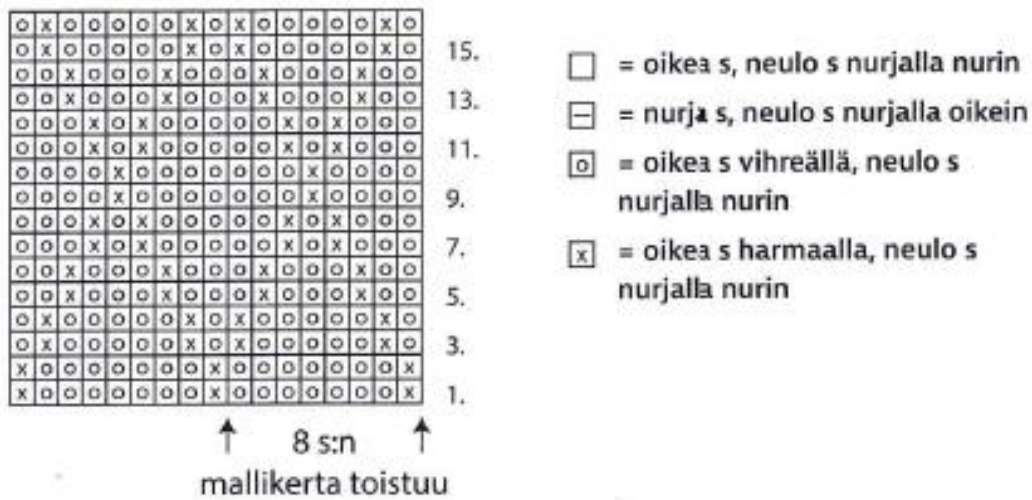 o x o o o o o x o x o o o o o x o
o x o o o o o x o x o o o o o x o 15.
o o x o o o x o o o x o o o x o o
o o x o o o x o o o x o o o x o o 13.
o o o x o x o o o o o x o x o o o
o o o x o x o o o o o x o x o o o 11.
o o o o x o o o o o o o x o o o o
o o o o x o o o o o o o x o o o o 9.
o o o x o x o o o o o x o x o o o
o o o x o x o o o o o x o x o o o 7.
o o x o o o x o o o x o o o x o o
o o x o o o x o o o x o o o x o o 5.
o x o o o o o x o x o o o o o x o
o x o o o o o x o x o o o o o x o 3.
x o o o o o o o x o o o o o o o x
x o o o o o o o x o o o o o o o x 1.
8 s:n
mallikerta toistuu
= oikea s, neulo s nurjalla nurin
– = nurja s, neulo s nurjalla oikein
o = oikea s vihreällä, neulo s
nurjalla nurin
x = oikea s harmaalla, neulo s
nurjalla nurin